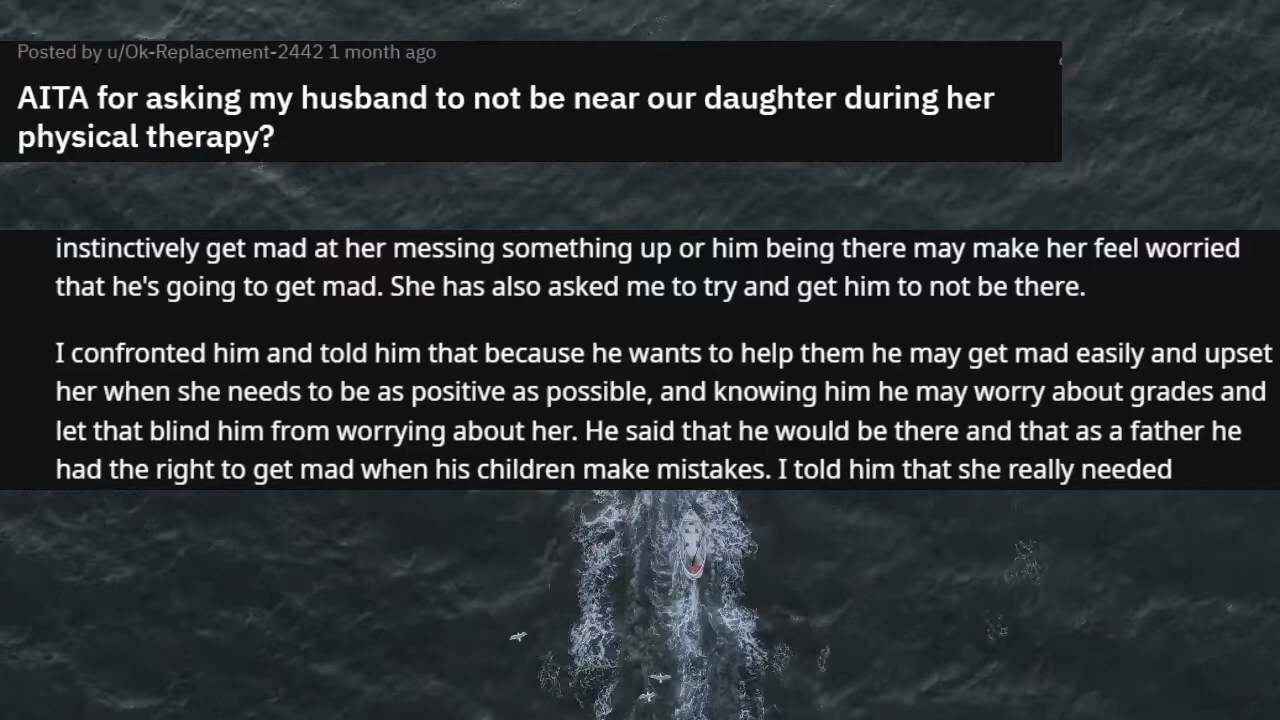 Posted by u/Ok-Replacement-2442 1 month ago
AITA for asking my husband to not be near our daughter during her
physical therapy?
instinctively get mad at her messing something up or him being there may make her feel worried
that he's going to get mad. She has also asked me to try and get him to not be there.
I confronted him and told him that because he wants to help them he may get mad easily and upset
her when she needs to be as positive as possible, and knowing him he may worry about grades and
let that blind him from worrying about her. He said that he would be there and that as a father he
had the right to get mad when his children make mistakes. I told him that she really needed